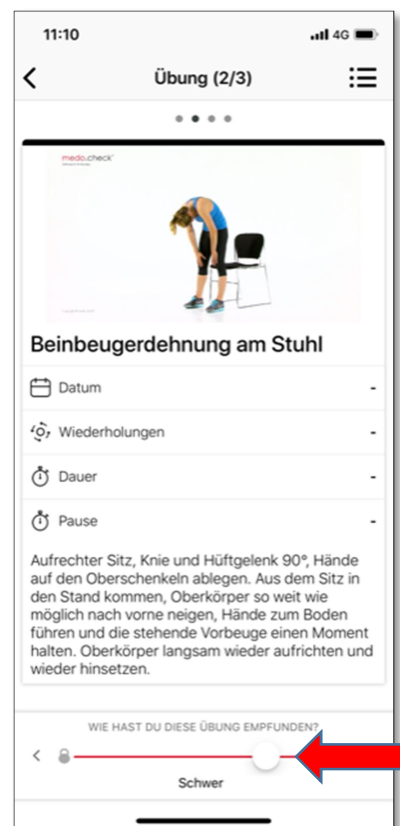 11:10
4G
Übung (2/3)
medo.check
Beinbeugerdehnung am Stuhl
Datum -
Wiederholungen -
Dauer -
Pause -
Aufrechter Sitz, Knie und Hüftgelenk 90°, Hände
auf den Oberschenkeln ablegen. Aus dem Sitz in
den Stand kommen, Oberkörper so weit wie
möglich nach vorne neigen, Hände zum Boden
führen und die stehende Vorbeuge einen Moment
halten. Oberkörper langsam wieder aufrichten und
wieder hinsetzen.
WIE HAST DU DIESE ÜBUNG EMPFUNDEN?
Schwer